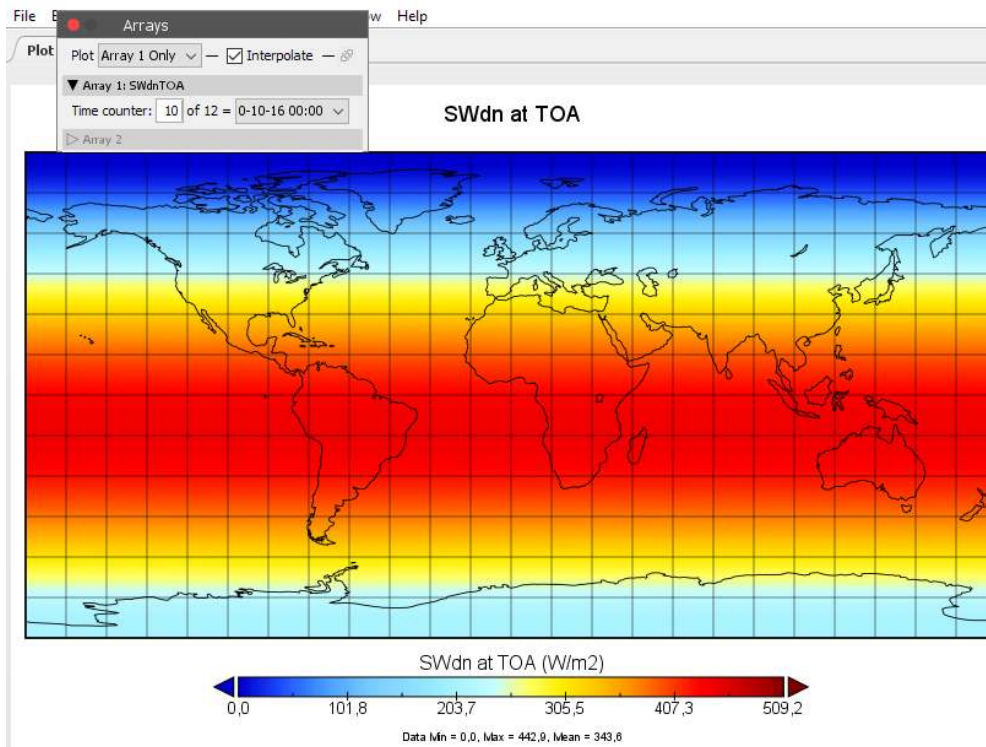 File
Help
Arrays
Plot
Plot Array 1 Only — Interpolate —
▼ Array 1: SWdnTOA
Time counter: 10 of 12 = 0-10-16 00:00
▷ Array 2
SWdn at TOA
SWdn at TOA (W/m2)
0,0 101,8 203,7 305,5 407,3 509,2
Data Min = 0,0, Max = 442,9, Mean = 343,6